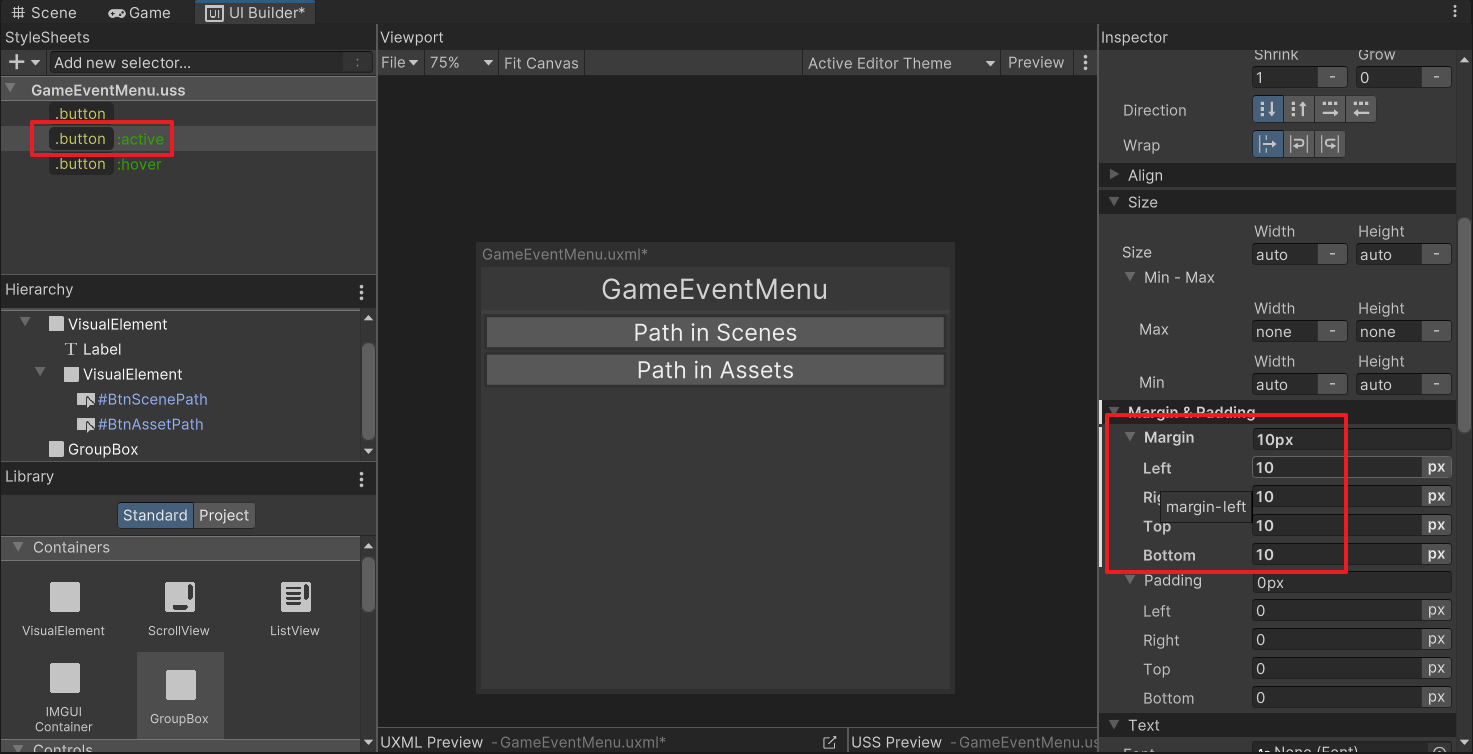 Scene Game UI Builder*
StyleSheets
Add new selector...
GameEventMenu.uss
.button
.button :active
.button :hover
Hierarchy
VisualElement
Label
VisualElement
#BtnScenePath
#BtnAssetPath
GroupBox
Library
Standard Project
Containers
VisualElement ScrollView ListView
IMGUI
Container
GroupBox
Controls
Viewport
File 75% Fit Canvas Active Editor Theme Preview
GameEventMenu.uxml*
GameEventMenu
Path in Scenes
Path in Assets
UXML Preview - GameEventMenu.uxml*
USS Preview - GameEventMenu.us
Inspector
Shrink Grow
1 - 0 -
Direction
Wrap
Align
Size
Width Height
Size auto - auto -
Min - Max
Width Height
Max none - none -
Width Height
Min auto - auto -
Margin & Padding
Margin 10px
Left 10 px
10 px
margin-left
Top 10 px
Bottom 10 px
Padding 0px
Left 0 px
Right 0 px
Top 0 px
Bottom 0 px
Text
Font None (Font)